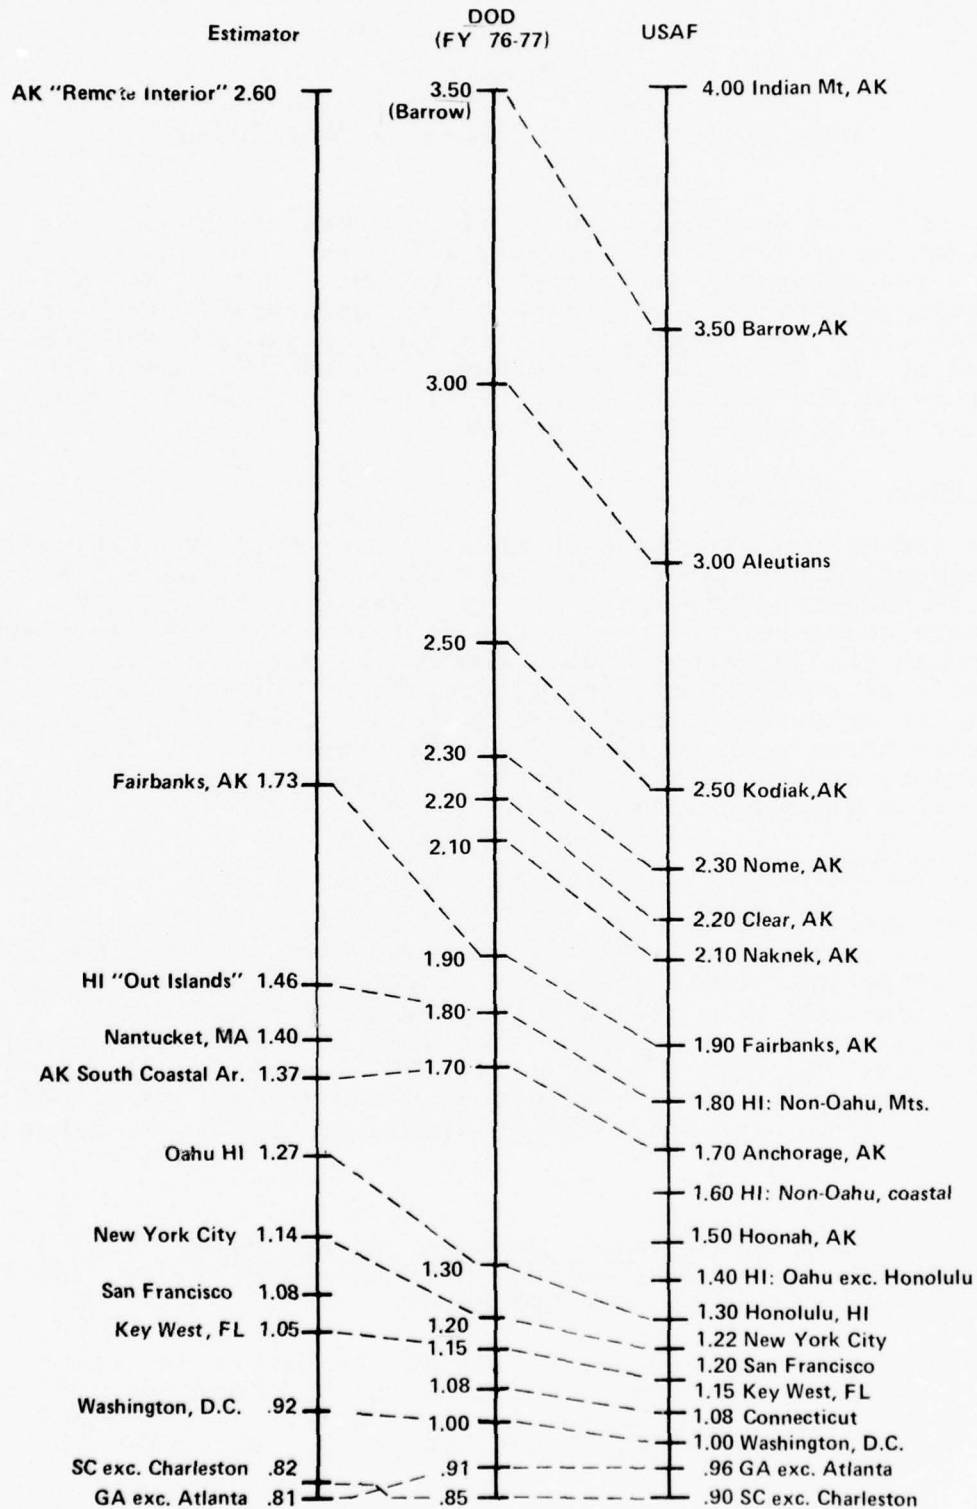 Estimator
DOD
(FY 76-77)
USAF
AK "Remote Interior" 2.60
3.50
(Barrow)
4.00 Indian Mt, AK
3.50 Barrow,AK
3.00
3.00 Aleutians
2.50
2.30
Fairbanks, AK 1.73
2.20
2.50 Kodiak,AK
2.10
2.30 Nome, AK
2.20 Clear, AK
1.90
2.10 Naknek, AK
HI "Out Islands" 1.46
1.80
Nantucket, MA 1.40
1.90 Fairbanks, AK
AK South Coastal Ar. 1.37
1.70
1.80 HI: Non-Oahu, Mts.
Oahu HI 1.27
1.70 Anchorage, AK
1.60 HI: Non-Oahu, coastal
New York City 1.14
1.50 Hoonah, AK
1.30
1.40 HI: Oahu exc. Honolulu
San Francisco 1.08
1.30 Honolulu, HI
Key West, FL 1.05
1.20
1.22 New York City
1.15
1.20 San Francisco
1.08
1.15 Key West, FL
Washington, D.C. .92
1.00
1.08 Connecticut
1.00 Washington, D.C.
SC exc. Charleston .82
.91
.96 GA exc. Atlanta
GA exc. Atlanta .81
.85
.90 SC exc. Charleston